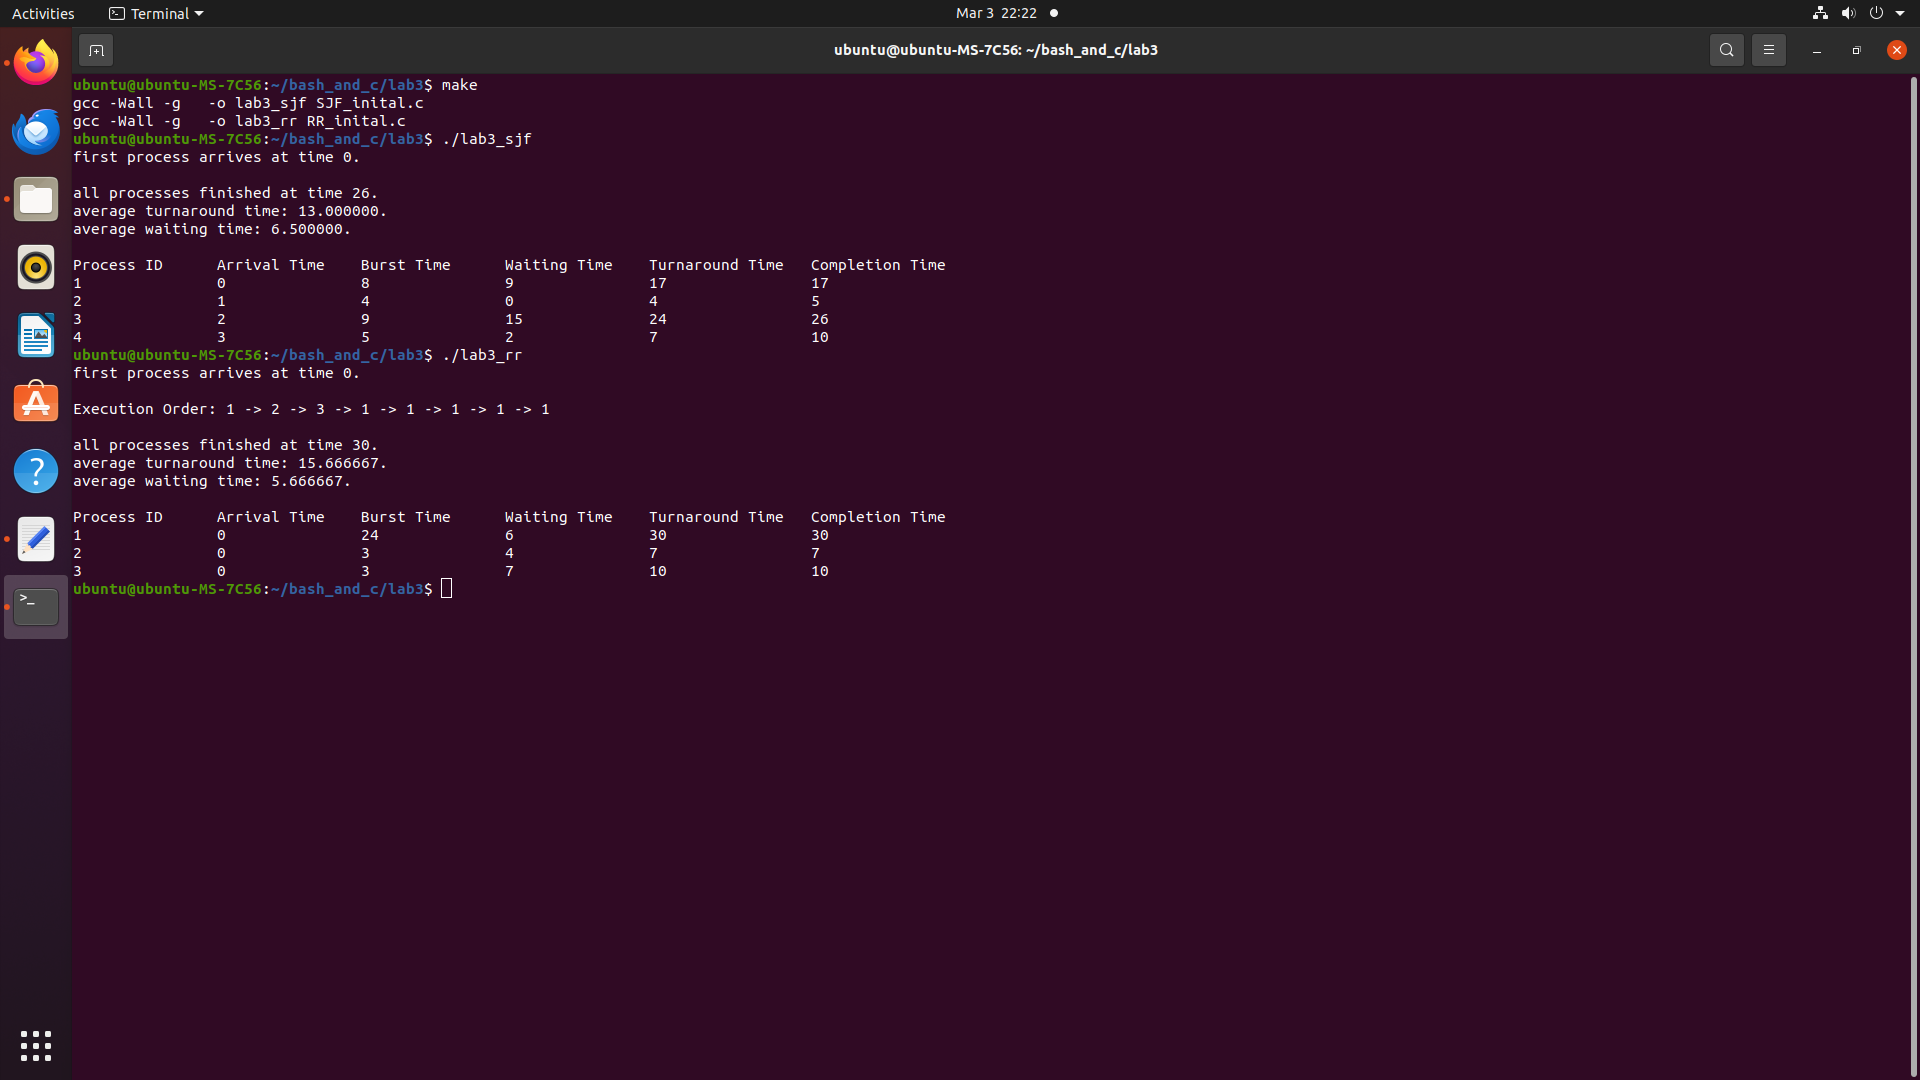 Activities Terminal Mar 3 22:22
ubuntu@ubuntu-MS-7C56: ~/bash_and_c/lab3
ubuntu@ubuntu-MS-7C56:~/bash_and_c/lab3$ make
gcc -Wall -g   -o lab3_sjf SJF_inital.c
gcc -Wall -g   -o lab3_rr RR_inital.c
ubuntu@ubuntu-MS-7C56:~/bash_and_c/lab3$ ./lab3_sjf
first process arrives at time 0.
all processes finished at time 26.
average turnaround time: 13.000000.
average waiting time: 6.500000.
Process ID      Arrival Time    Burst Time      Waiting Time    Turnaround Time   Completion Time
1               0               8               9               17                17
2               1               4               0               4                 5
3               2               9               15              24                26
4               3               5               2               7                 10
ubuntu@ubuntu-MS-7C56:~/bash_and_c/lab3$ ./lab3_rr
first process arrives at time 0.
Execution Order: 1 -> 2 -> 3 -> 1 -> 1 -> 1 -> 1 -> 1
all processes finished at time 30.
average turnaround time: 15.666667.
average waiting time: 5.666667.
Process ID      Arrival Time    Burst Time      Waiting Time    Turnaround Time   Completion Time
1               0               24              6               30                30
2               0               3               4               7                 7
3               0               3               7               10                10
ubuntu@ubuntu-MS-7C56:~/bash_and_c/lab3$